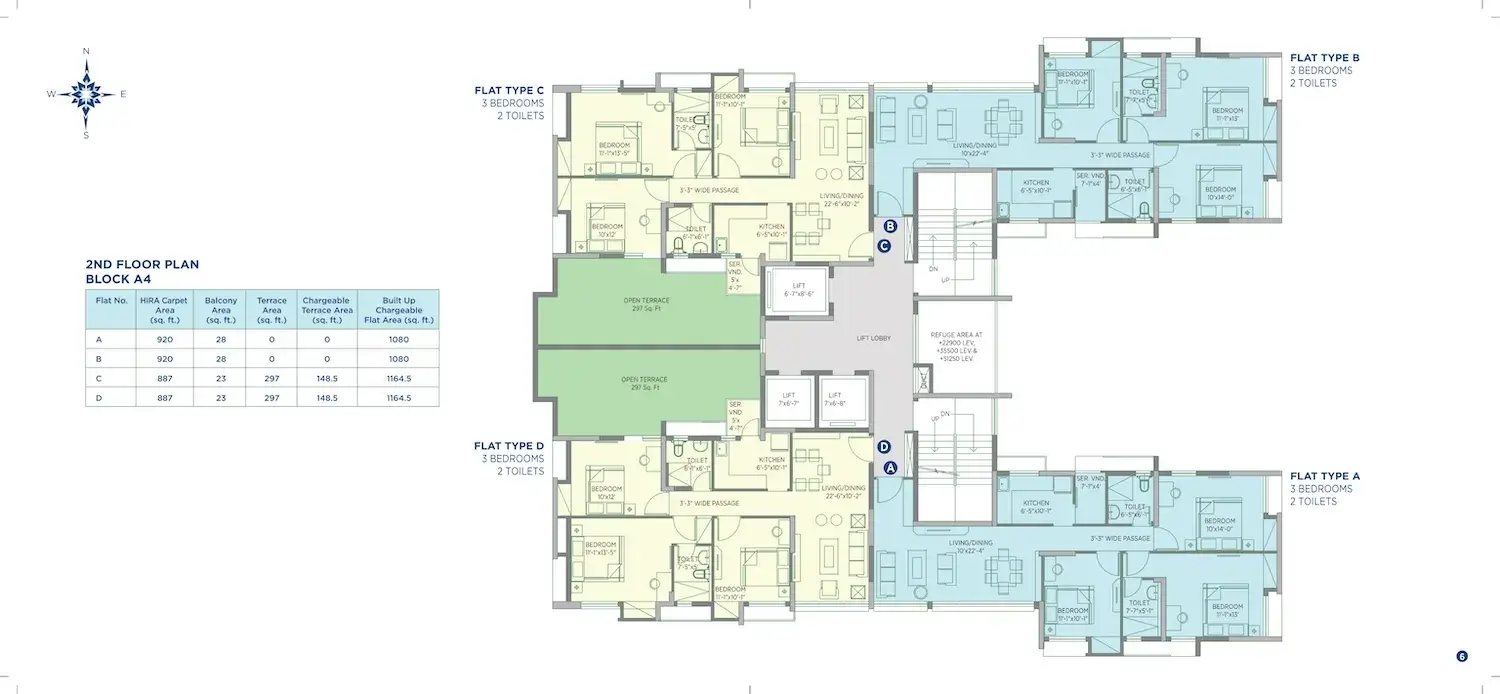 N
W E
S
2ND FLOOR PLAN
BLOCK A4
Flat No. HIRA Carpet Area (sq. ft.) Balcony Area (sq. ft.) Terrace Area (sq. ft.) Chargeable Terrace Area (sq. ft.) Built Up Chargeable Flat Area (sq. ft.)
A 920 28 0 0 1080
B 920 28 0 0 1080
C 887 23 297 148.5 1164.5
D 887 23 297 148.5 1164.5
FLAT TYPE C
3 BEDROOMS
2 TOILETS
BEDROOM
11'-1"x13'-5"
TOILET
7'-5"x5'
BEDROOM
11'-1"x10'-1"
3'-3" WIDE PASSAGE
LIVING/DINING
22'-6"x10'-2"
BEDROOM
10'x12'
TOILET
6'-1"x6'-1"
KITCHEN
6'-5"x10'-1"
SER.
VND.
5'x
4'-7"
OPEN TERRACE
297 Sq. Ft
FLAT TYPE B
3 BEDROOMS
2 TOILETS
BEDROOM
11'-1"x10'-1"
TOILET
7'-7"x5'-1"
BEDROOM
11'-1"x13'
LIVING/DINING
10'x22'-4"
3'-3" WIDE PASSAGE
KITCHEN
6'-5"x10'-1"
SER. VND.
7'-1"x4'
TOILET
6'-5"x6'-1"
BEDROOM
10'x14'-0"
B
C
DN
UP
LIFT
6'-7"x8'-6"
LIFT LOBBY
REFUGE AREA AT
+22900 LEV,
+35500 LEV &
+51250 LEV.
LIFT
7'x6'-7"
LIFT
7'x6'-8"
UP
DN
D
A
OPEN TERRACE
297 Sq. Ft
SER.
VND
5'x
4'-7"
FLAT TYPE D
3 BEDROOMS
2 TOILETS
BEDROOM
10'x12'
TOILET
6'-1"x6'-1"
KITCHEN
6'-5"x10'-1"
LIVING/DINING
22'-6"x10'-2"
3'-3" WIDE PASSAGE
BEDROOM
11'-1"x13'-5"
TOILET
7'-5"x5'
BEDROOM
11'-1"x10'-1"
FLAT TYPE A
3 BEDROOMS
2 TOILETS
KITCHEN
6'-5"x10'-1"
SER. VND.
7'-1"x4'
TOILET
6'-5"x6'-1"
BEDROOM
10'x14'-0"
LIVING/DINING
10'x22'-4"
3'-3" WIDE PASSAGE
BEDROOM
11'-1"x10'-1"
TOILET
7'-7"x5'-1"
BEDROOM
11'-1"x13'
6